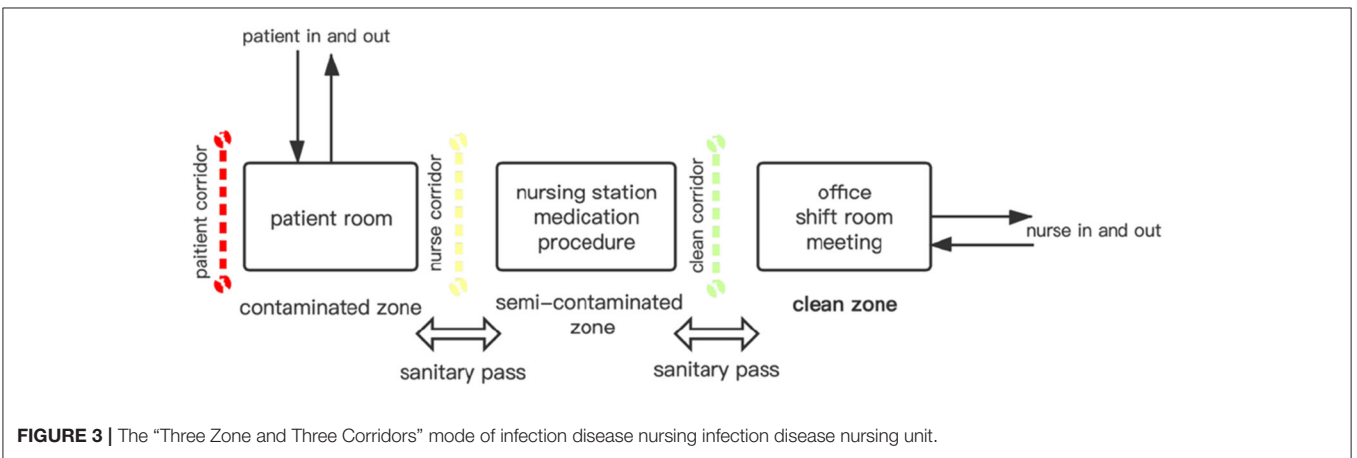 patient in and out
paitient corridor
patient room
contaminated zone
nurse corridor
sanitary pass
nursing station
medication
procedure
semi-contaminated
zone
clean corridor
sanitary pass
office
shift room
meeting
clean zone
nurse in and out
FIGURE 3 | The “Three Zone and Three Corridors” mode of infection disease nursing infection disease nursing unit.